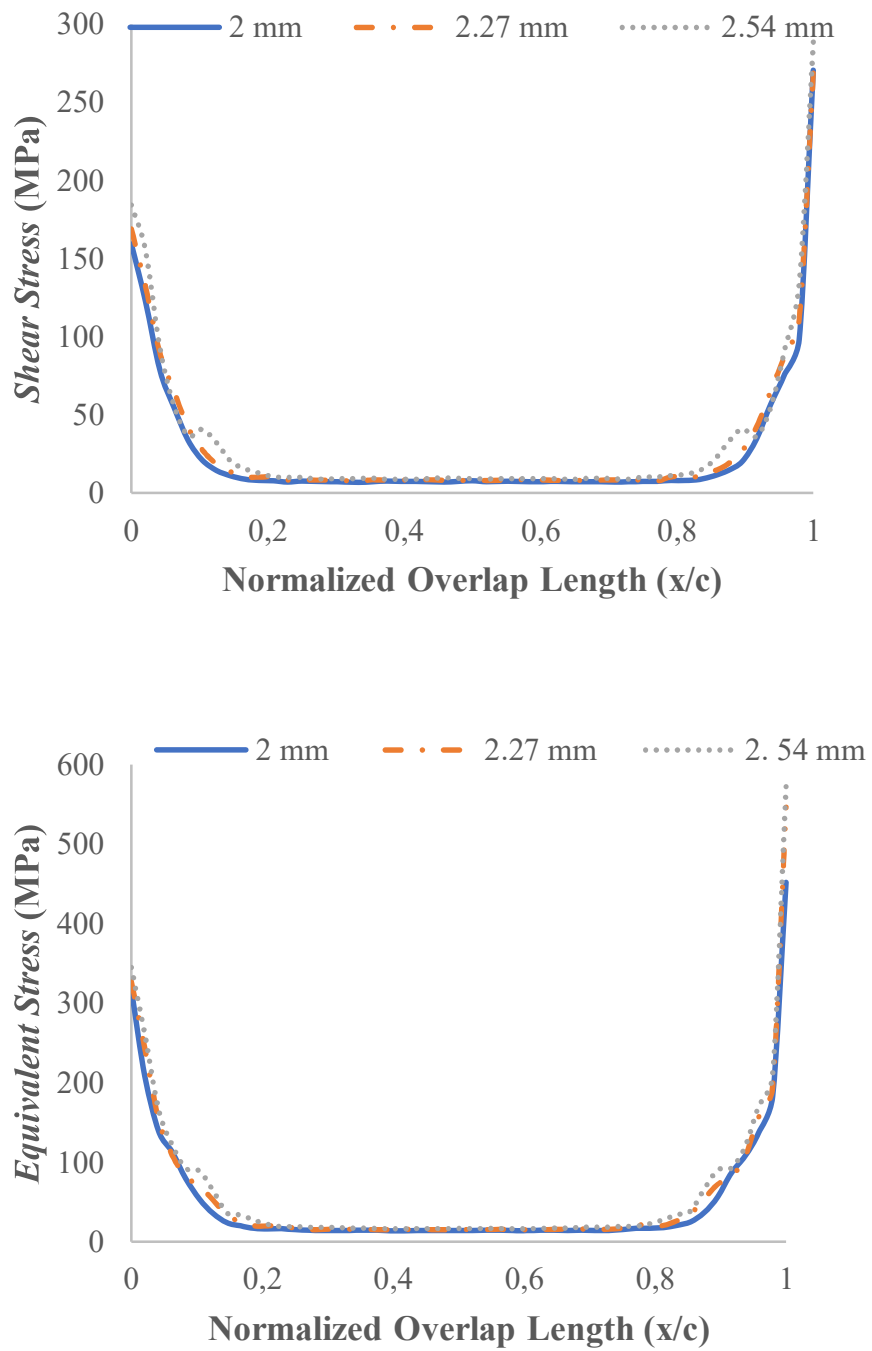 2 mm 2.27 mm 2.54 mm
300
250
200
150
100
50
0
Shear Stress (MPa)
0 0,2 0,4 0,6 0,8 1
Normalized Overlap Length (x/c)
2 mm 2.27 mm 2. 54 mm
600
500
400
300
200
100
0
Equivalent Stress (MPa)
0 0,2 0,4 0,6 0,8 1
Normalized Overlap Length (x/c)